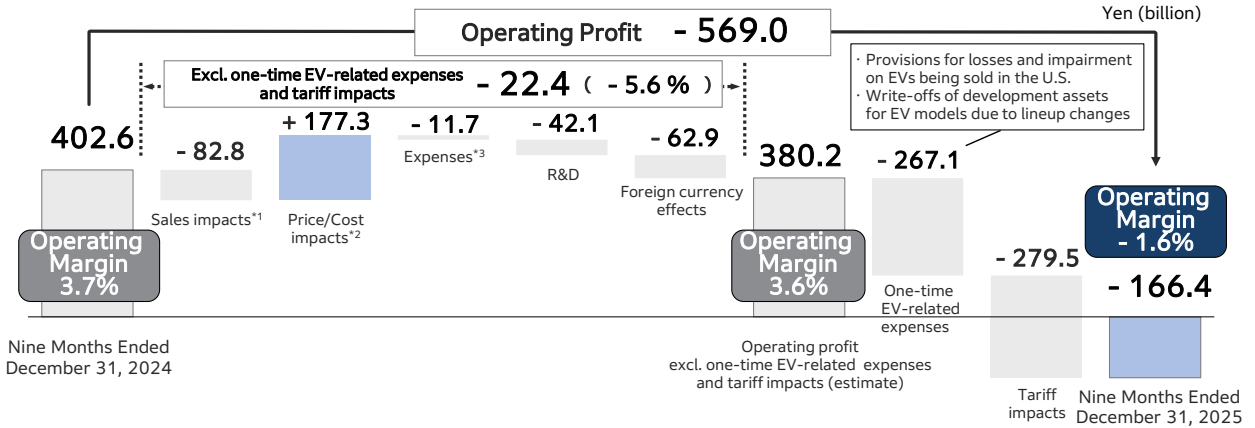 Yen (billion)
Operating Profit - 569.0
Excl. one-time EV-related expenses
and tariff impacts
- 22.4 ( - 5.6 % )
· Provisions for losses and impairment
on EVs being sold in the U.S.
· Write-offs of development assets
for EV models due to lineup changes
402.6
Operating
Margin
3.7%
Nine Months Ended
December 31, 2024
- 82.8
Sales impacts*1
+ 177.3
Price/Cost
impacts*2
- 11.7
Expenses*3
- 42.1
R&D
- 62.9
Foreign currency
effects
380.2
Operating
Margin
3.6%
Operating profit
excl. one-time EV-related expenses
and tariff impacts (estimate)
- 267.1
One-time
EV-related
expenses
- 279.5
Tariff
impacts
Operating
Margin
- 1.6%
- 166.4
Nine Months Ended
December 31, 2025